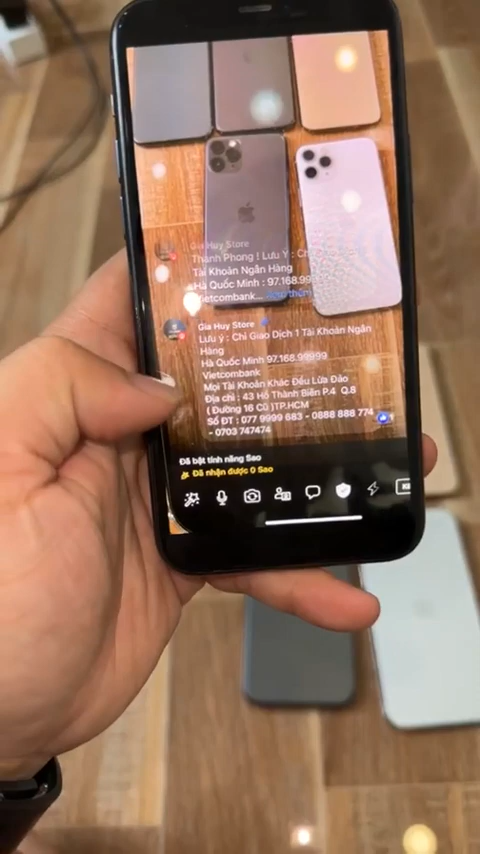 Gia Huy Store
Thanh Phong ! Lưu Ý : Chỉ
Tài Khoản Ngân Hàng
Hà Quốc Minh : 97.168
Vietcombank...
Gia Huy Store
Lưu ý : Chỉ Giao Dịch 1 Tài Khoản Ngân
Hàng
Hà Quốc Minh 97.168.99999
Vietcombank
Mọi Tài Khoản Khác Đều Lừa Đảo
Địa chỉ : 43 Hồ Thành Biên P.4 Q.8
( Đường 16 Cũ )TP.HCM
Số ĐT : 077 9999 683 - 0888 888 774
- 0703 747474
1
Đã bật tính năng Sao
Đã nhận được 0 Sao